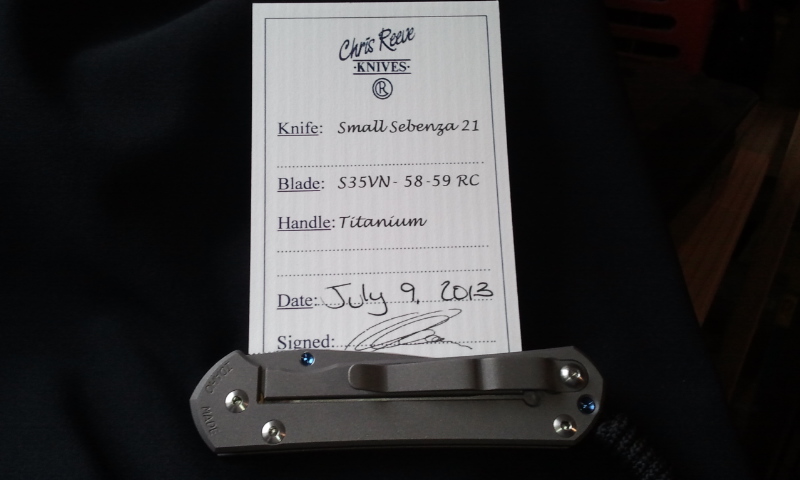 Chris Reeve
·KNIVES·
®
Knife: Small Sebenza 21
Blade: S35VN - 58-59 RC
Handle: Titanium
Date: July 9, 2013
Signed:
MADE